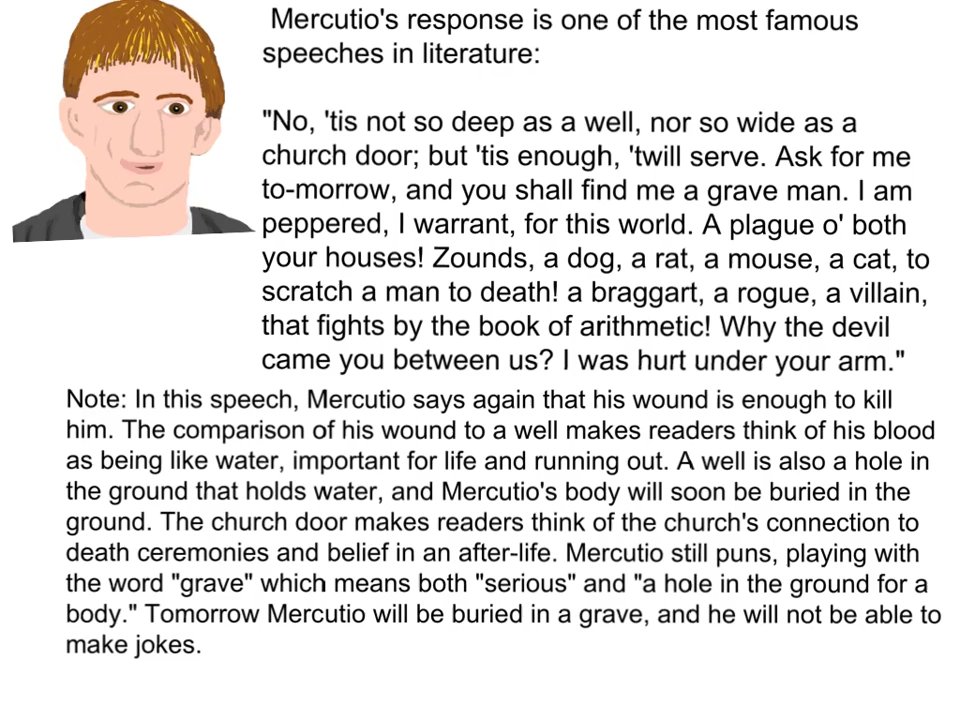 Mercutio's response is one of the most famous
speeches in literature:
"No, 'tis not so deep as a well, nor so wide as a
church door; but 'tis enough, 'twill serve. Ask for me
to-morrow, and you shall find me a grave man. I am
peppered, I warrant, for this world. A plague o' both
your houses! Zounds, a dog, a rat, a mouse, a cat, to
scratch a man to death! a braggart, a rogue, a villain,
that fights by the book of arithmetic! Why the devil
came you between us? I was hurt under your arm."
Note: In this speech, Mercutio says again that his wound is enough to kill
him. The comparison of his wound to a well makes readers think of his blood
as being like water, important for life and running out. A well is also a hole in
the ground that holds water, and Mercutio's body will soon be buried in the
ground. The church door makes readers think of the church's connection to
death ceremonies and belief in an after-life. Mercutio still puns, playing with
the word "grave" which means both "serious" and "a hole in the ground for a
body." Tomorrow Mercutio will be buried in a grave, and he will not be able to
make jokes.